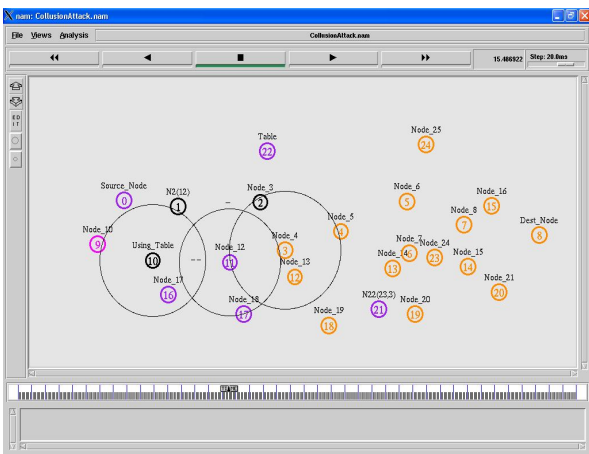 nam: CollusionAttack.nam
File Views Analysis CollusionAttack.nam
15.486922 Step: 20.0ms
ED
IT
Node_25
24
Table
22
Source_Node
0
N2(12)
1
Node_3
2
Node_6
5
Node_16
15
Node_8
7
Dest_Node
8
Node_5
4
Node_10
9
Using_Table
10
Node_12
11
Node_4
3
Node_13
12
Node_7
6
Node_24
23
Node_14
13
Node_15
14
Node_17
16
Node_18
17
Node_19
18
N22(23,3)
21
Node_20
19
Node_21
20